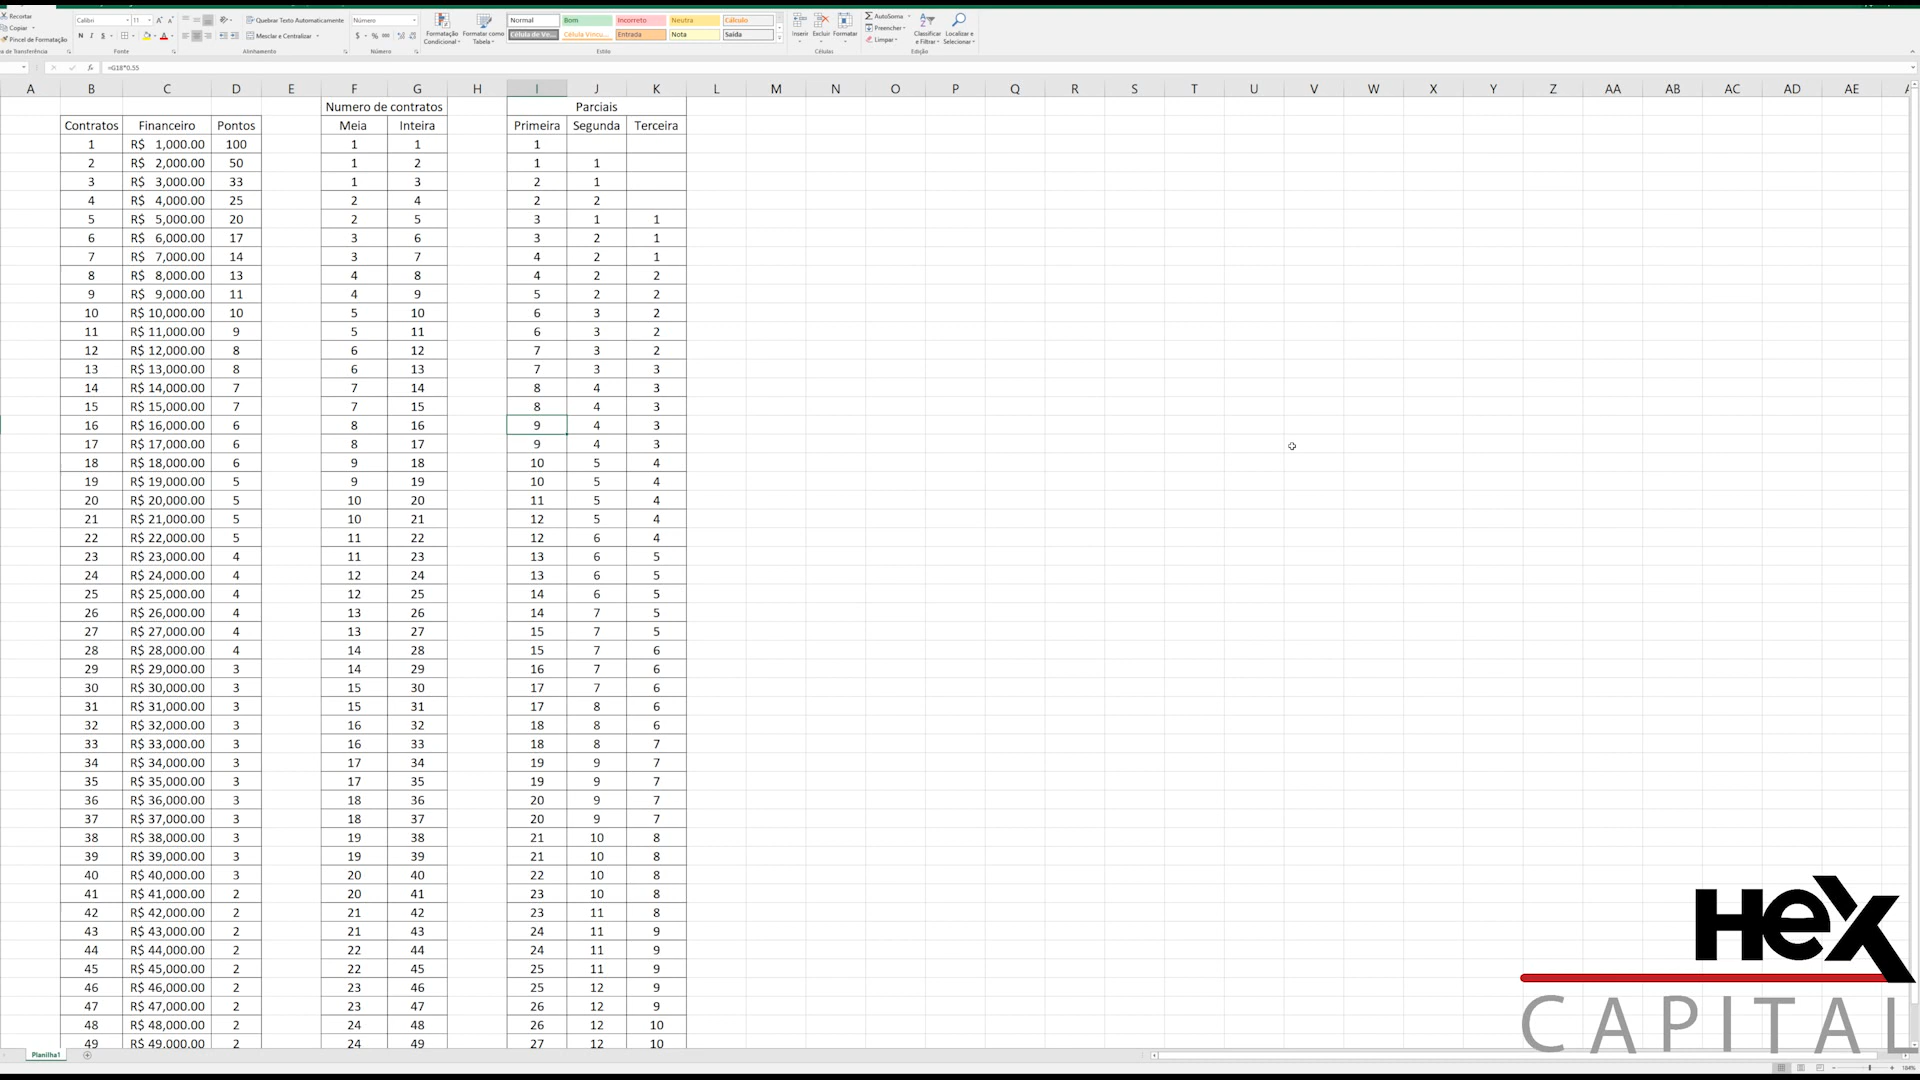 Recortar Calibri 11 Quebrar Texto Automaticamente Número Normal Bom Incorreto Neutra Cálculo AutoSoma
Copiar Formatação Formatar como Preencher Inserir Excluir Formatar Classificar Localizar e
Pincel de Formatação N I S Mesclar e Centralizar $ % 000 Condicional Tabela Célula de Ve... Célula Víncu... Entrada Nota Saída Limpar e Filtrar Selecionar
de Transferência Fonte Alinhamento Número Estilo Células Edição
fx =G18*0.55
A B C D E F G H I J K L M N O P Q R S T U V W X Y Z AA AB AC AD AE
Numero de contratos Parciais
Contratos Financeiro Pontos Meia Inteira Primeira Segunda Terceira
1 R$ 1,000.00 100 1 1 1
2 R$ 2,000.00 50 1 2 1 1
3 R$ 3,000.00 33 1 3 2 1
4 R$ 4,000.00 25 2 4 2 2
5 R$ 5,000.00 20 2 5 3 1 1
6 R$ 6,000.00 17 3 6 3 2 1
7 R$ 7,000.00 14 3 7 4 2 1
8 R$ 8,000.00 13 4 8 4 2 2
9 R$ 9,000.00 11 4 9 5 2 2
10 R$ 10,000.00 10 5 10 6 3 2
11 R$ 11,000.00 9 5 11 6 3 2
12 R$ 12,000.00 8 6 12 7 3 2
13 R$ 13,000.00 8 6 13 7 3 3
14 R$ 14,000.00 7 7 14 8 4 3
15 R$ 15,000.00 7 7 15 8 4 3
16 R$ 16,000.00 6 8 16 9 4 3
17 R$ 17,000.00 6 8 17 9 4 3
18 R$ 18,000.00 6 9 18 10 5 4
19 R$ 19,000.00 5 9 19 10 5 4
20 R$ 20,000.00 5 10 20 11 5 4
21 R$ 21,000.00 5 10 21 12 5 4
22 R$ 22,000.00 5 11 22 12 6 4
23 R$ 23,000.00 4 11 23 13 6 5
24 R$ 24,000.00 4 12 24 13 6 5
25 R$ 25,000.00 4 12 25 14 6 5
26 R$ 26,000.00 4 13 26 14 7 5
27 R$ 27,000.00 4 13 27 15 7 5
28 R$ 28,000.00 4 14 28 15 7 6
29 R$ 29,000.00 3 14 29 16 7 6
30 R$ 30,000.00 3 15 30 17 7 6
31 R$ 31,000.00 3 15 31 17 8 6
32 R$ 32,000.00 3 16 32 18 8 6
33 R$ 33,000.00 3 16 33 18 8 7
34 R$ 34,000.00 3 17 34 19 9 7
35 R$ 35,000.00 3 17 35 19 9 7
36 R$ 36,000.00 3 18 36 20 9 7
37 R$ 37,000.00 3 18 37 20 9 7
38 R$ 38,000.00 3 19 38 21 10 8
39 R$ 39,000.00 3 19 39 21 10 8
40 R$ 40,000.00 3 20 40 22 10 8
41 R$ 41,000.00 2 20 41 23 10 8
42 R$ 42,000.00 2 21 42 23 11 8
43 R$ 43,000.00 2 21 43 24 11 9
44 R$ 44,000.00 2 22 44 24 11 9
45 R$ 45,000.00 2 22 45 25 11 9
46 R$ 46,000.00 2 23 46 25 12 9
47 R$ 47,000.00 2 23 47 26 12 9
48 R$ 48,000.00 2 24 48 26 12 10
49 R$ 49,000.00 2 24 49 27 12 10
Hex
CAPITAL
Planilha1
184%